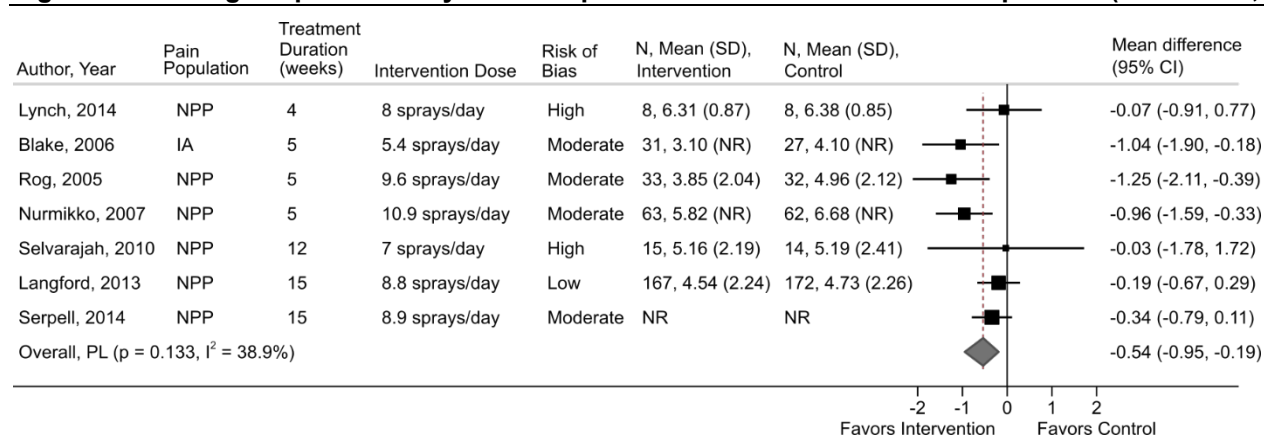 Author, Year Pain Population Treatment Duration (weeks) Intervention Dose Risk of Bias N, Mean (SD), Intervention N, Mean (SD), Control Mean difference (95% CI)
Lynch, 2014 NPP 4 8 sprays/day High 8, 6.31 (0.87) 8, 6.38 (0.85) -0.07 (-0.91, 0.77)
Blake, 2006 IA 5 5.4 sprays/day Moderate 31, 3.10 (NR) 27, 4.10 (NR) -1.04 (-1.90, -0.18)
Rog, 2005 NPP 5 9.6 sprays/day Moderate 33, 3.85 (2.04) 32, 4.96 (2.12) -1.25 (-2.11, -0.39)
Nurmikko, 2007 NPP 5 10.9 sprays/day Moderate 63, 5.82 (NR) 62, 6.68 (NR) -0.96 (-1.59, -0.33)
Selvarajah, 2010 NPP 12 7 sprays/day High 15, 5.16 (2.19) 14, 5.19 (2.41) -0.03 (-1.78, 1.72)
Langford, 2013 NPP 15 8.8 sprays/day Low 167, 4.54 (2.24) 172, 4.73 (2.26) -0.19 (-0.67, 0.29)
Serpell, 2014 NPP 15 8.9 sprays/day Moderate NR NR -0.34 (-0.79, 0.11)
Overall, PL (p = 0.133, I² = 38.9%) -0.54 (-0.95, -0.19)
-2 -1 0 1 2
Favors Intervention Favors Control